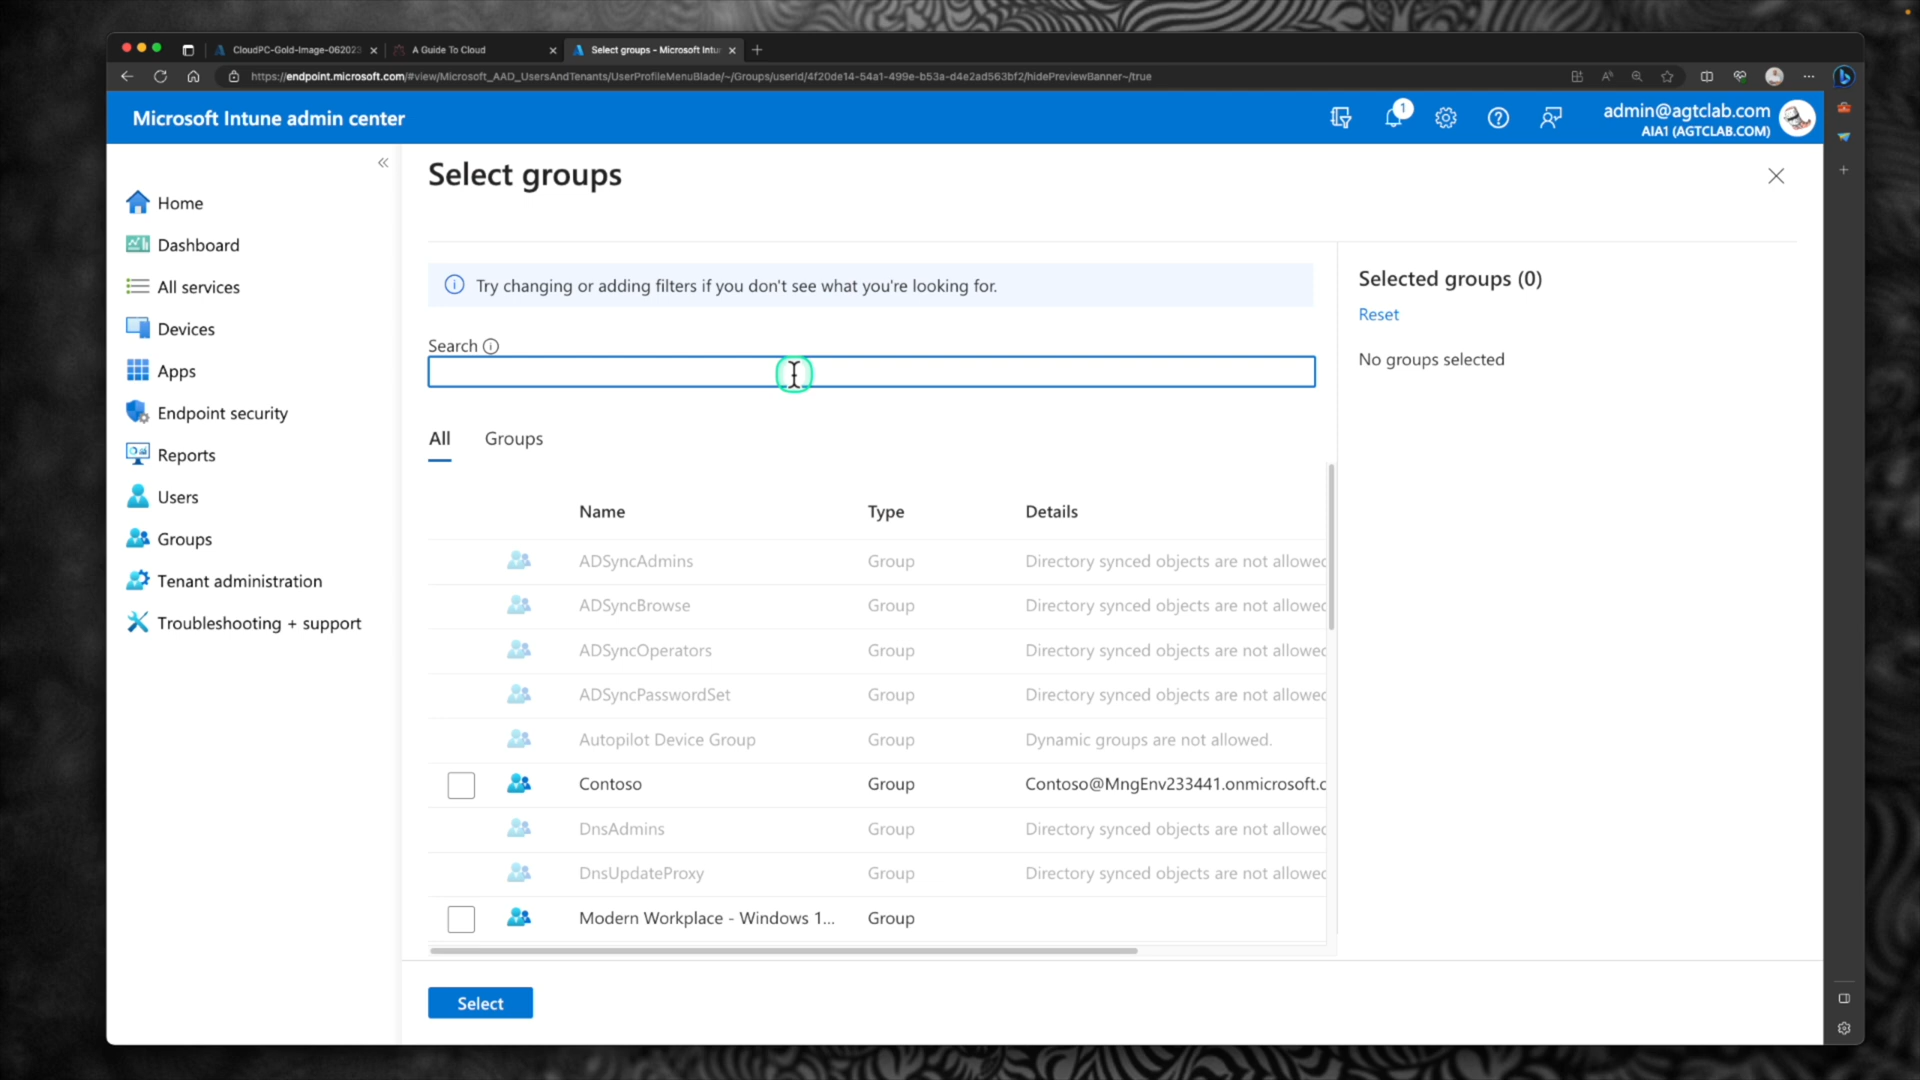 CloudPC-Gold-Image-062023
A Guide To Cloud
Select groups - Microsoft Intun
https://endpoint.microsoft.com/#view/Microsoft_AAD_UsersAndTenants/UserProfileMenuBlade/~/Groups/userId/4f20de14-54a1-499e-b53a-d4e2ad563bf2/hidePreviewBanner~/true
Microsoft Intune admin center
1
admin@agtclab.com
AIA1 (AGTCLAB.COM)
Home
Dashboard
All services
Devices
Apps
Endpoint security
Reports
Users
Groups
Tenant administration
Troubleshooting + support
Select groups
Try changing or adding filters if you don't see what you're looking for.
Search
All Groups
Name Type Details
ADSyncAdmins Group Directory synced objects are not allowed
ADSyncBrowse Group Directory synced objects are not allowed
ADSyncOperators Group Directory synced objects are not allowed
ADSyncPasswordSet Group Directory synced objects are not allowed
Autopilot Device Group Group Dynamic groups are not allowed.
Contoso Group Contoso@MngEnv233441.onmicrosoft.c
DnsAdmins Group Directory synced objects are not allowed
DnsUpdateProxy Group Directory synced objects are not allowed
Modern Workplace - Windows 1... Group
Select
Selected groups (0)
Reset
No groups selected